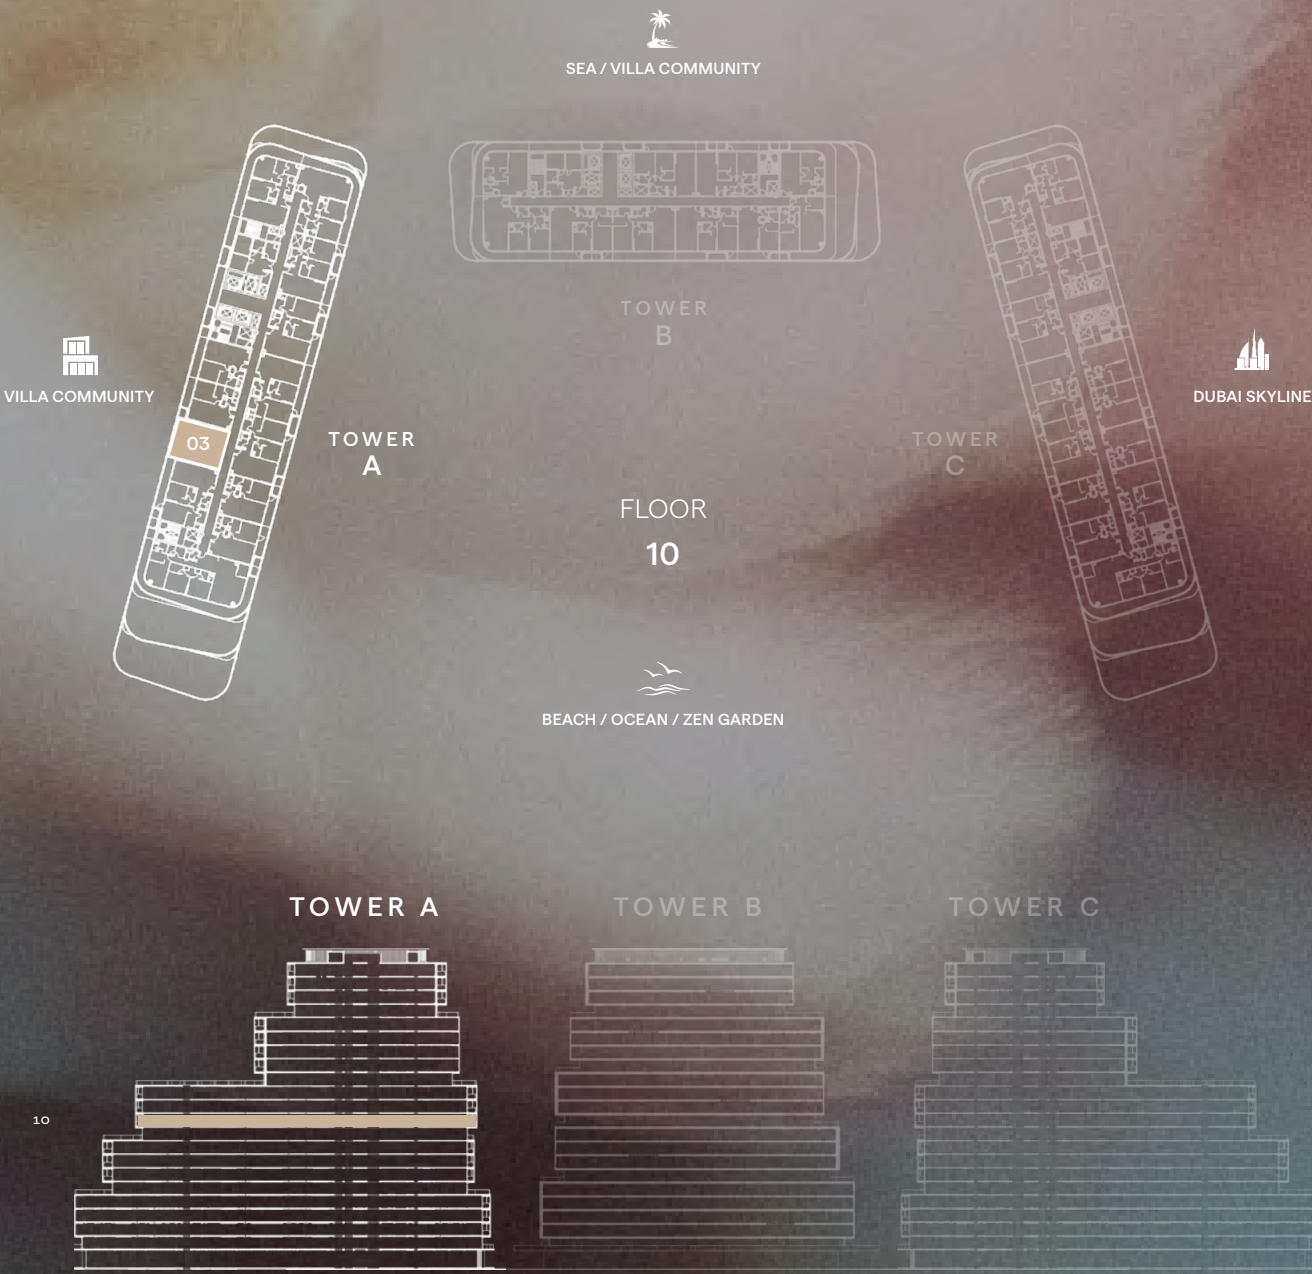 SEA / VILLA COMMUNITY
TOWER
B
VILLA COMMUNITY
DUBAI SKYLINE
03
TOWER
A
TOWER
C
FLOOR
10
BEACH / OCEAN / ZEN GARDEN
TOWER A
TOWER B
TOWER C
10